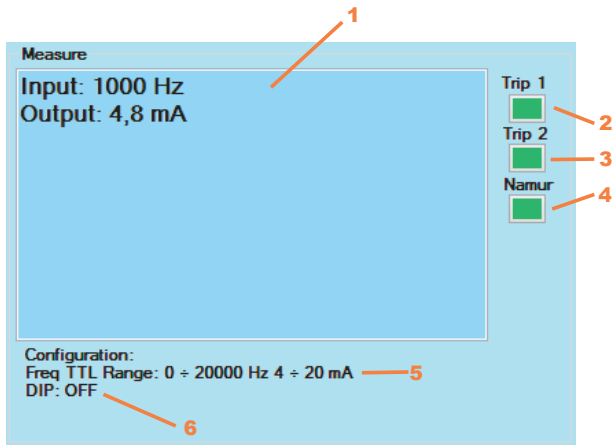 1
Measure
Input: 1000 Hz
Output: 4,8 mA
Trip 1
2
Trip 2
3
Namur
4
Configuration:
Freq TTL Range: 0 ÷ 20000 Hz 4 ÷ 20 mA
5
DIP: OFF
6